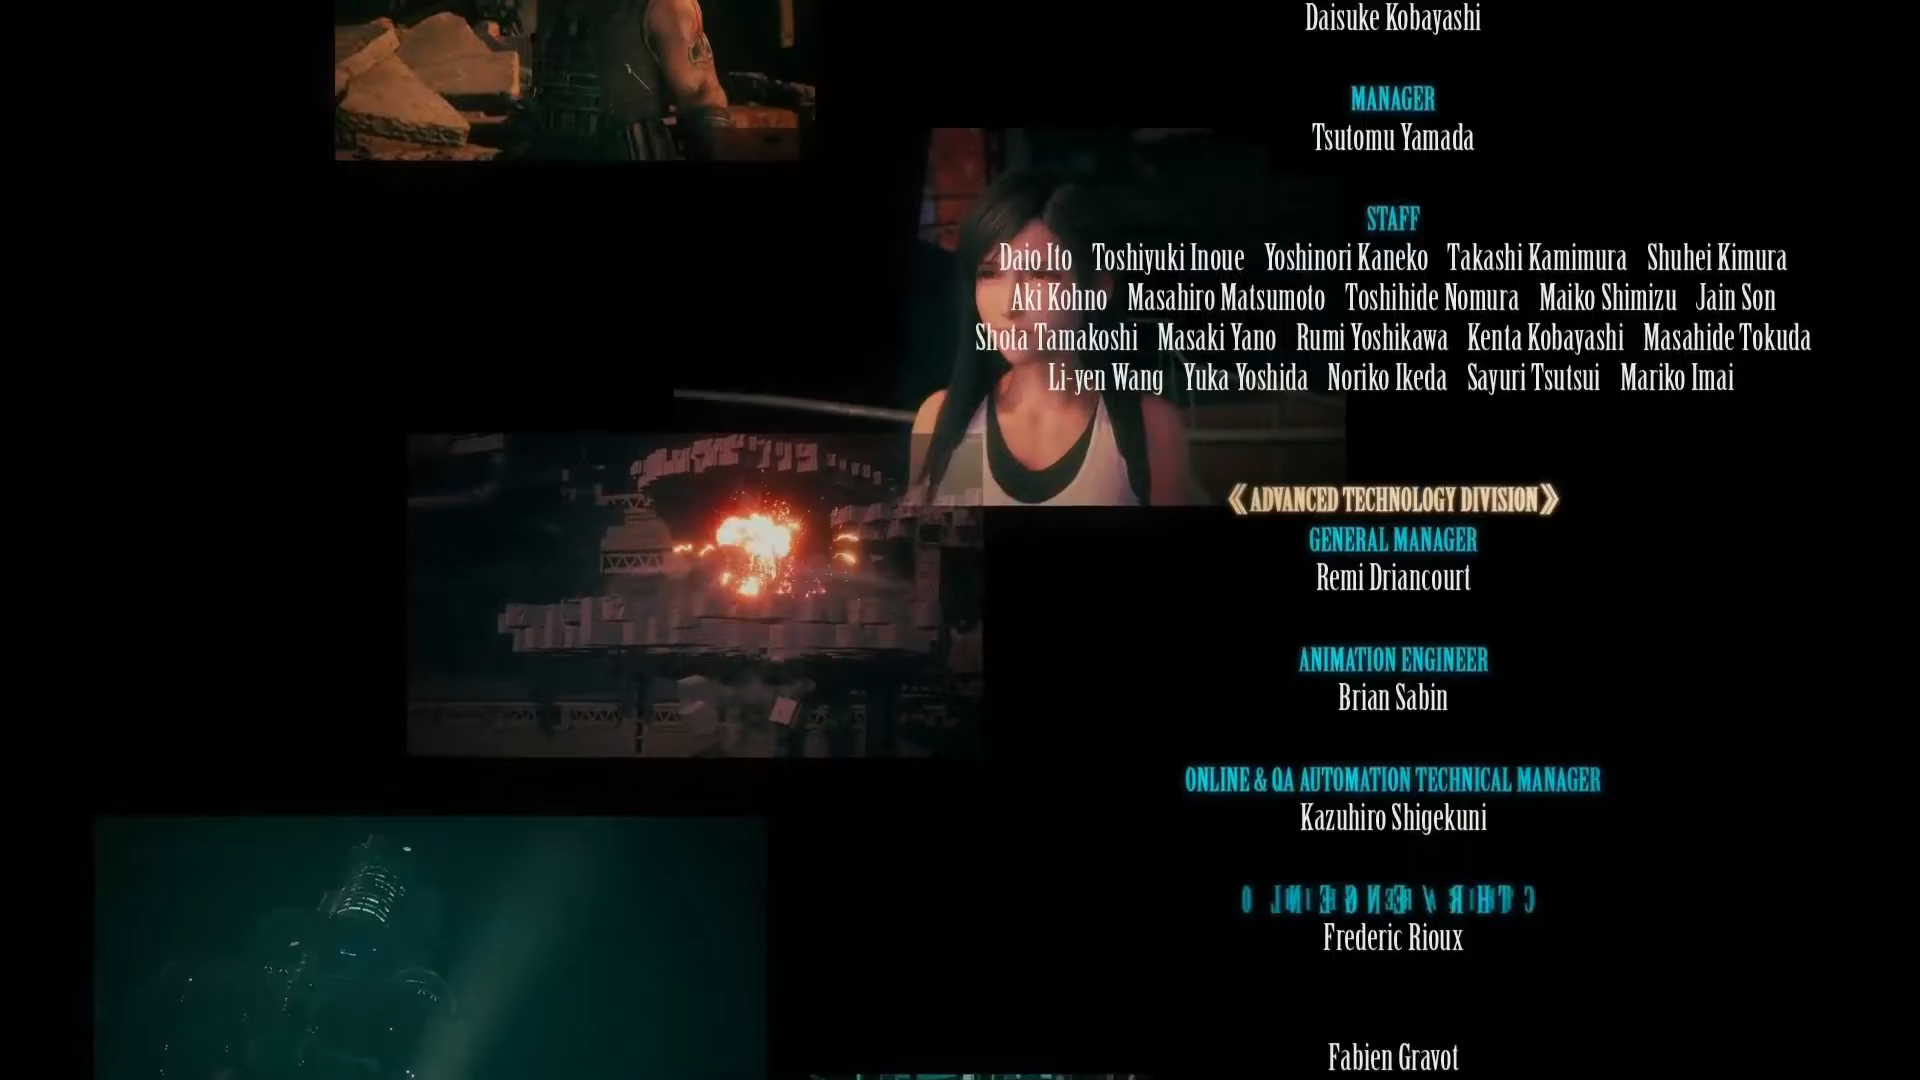 Daisuke Kobayashi
MANAGER
Tsutomu Yamada
STAFF
Daio Ito Toshiyuki Inoue Yoshinori Kaneko Takashi Kamimura Shuhei Kimura
Aki Kohno Masahiro Matsumoto Toshihide Nomura Maiko Shimizu Jain Son
Shota Tamakoshi Masaki Yano Rumi Yoshikawa Kenta Kobayashi Masahide Tokuda
Li-yen Wang Yuka Yoshida Noriko Ikeda Sayuri Tsutsui Mariko Imai
《ADVANCED TECHNOLOGY DIVISION》
GENERAL MANAGER
Remi Driancourt
ANIMATION ENGINEER
Brian Sabin
ONLINE & QA AUTOMATION TECHNICAL MANAGER
Kazuhiro Shigekuni
Frederic Rioux
Fabien Gravot